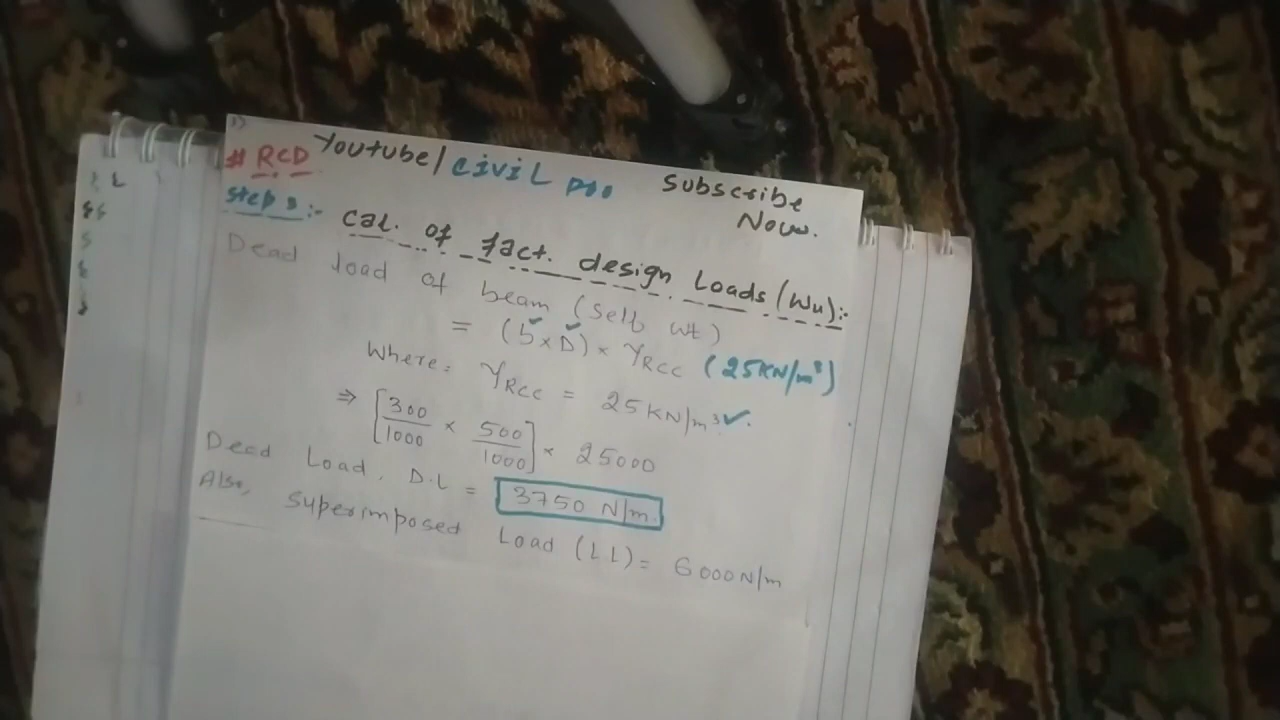 # RCD Youtube/civil pro Subscribe Now.
Step 3:- Cal. of fact. design Loads (Wu):-
Dead load of beam (Self wt)
= (b x D) x γRCC (25KN/m³)
Where: γRCC = 25KN/m³ ✓.
⇒ [300/1000 x 500/1000] x 25000
Dead Load, D.L = 3750 N/m.
Also, Superimposed Load (LL) = 6000N/m